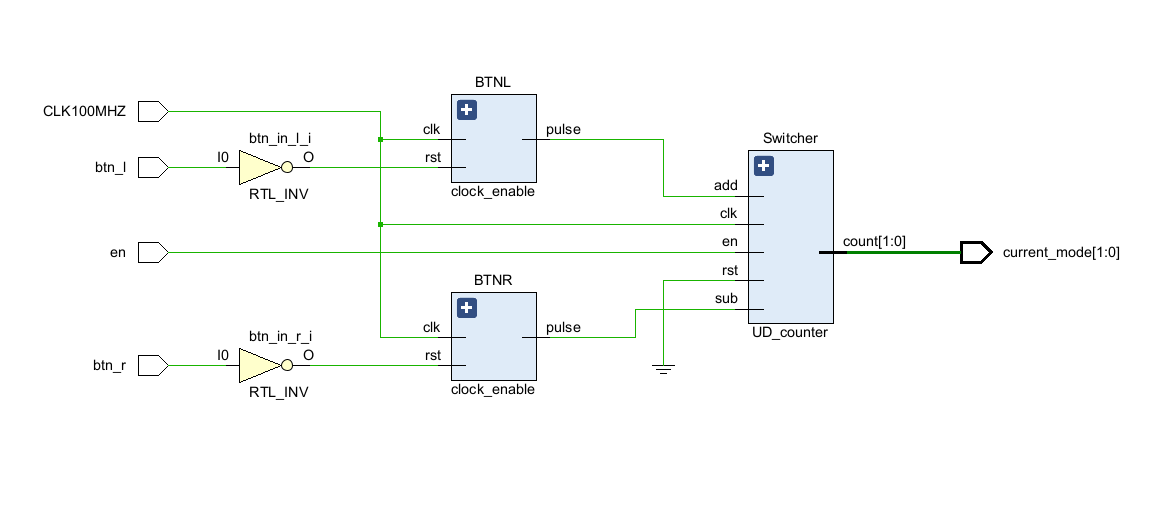 BTNL
CLK100MHZ
btn_in_l_i
clk
pulse
Switcher
btn_l
I0
O
rst
RTL_INV
clock_enable
add
clk
en
en
count[1:0]
current_mode[1:0]
rst
BTNR
sub
btn_in_r_i
clk
pulse
UD_counter
btn_r
I0
O
rst
RTL_INV
clock_enable